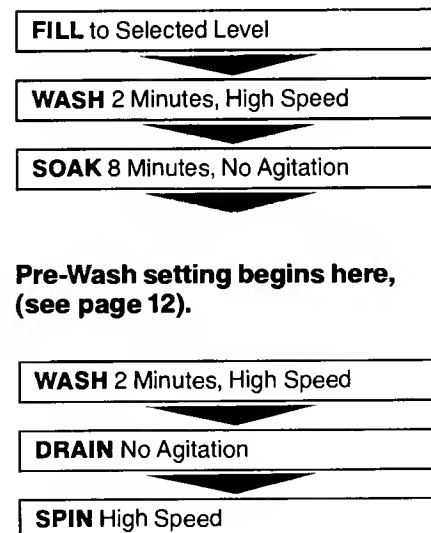 FILL to Selected Level
WASH 2 Minutes, High Speed
SOAK 8 Minutes, No Agitation
Pre-Wash setting begins here,
(see page 12).
WASH 2 Minutes, High Speed
DRAIN No Agitation
SPIN High Speed